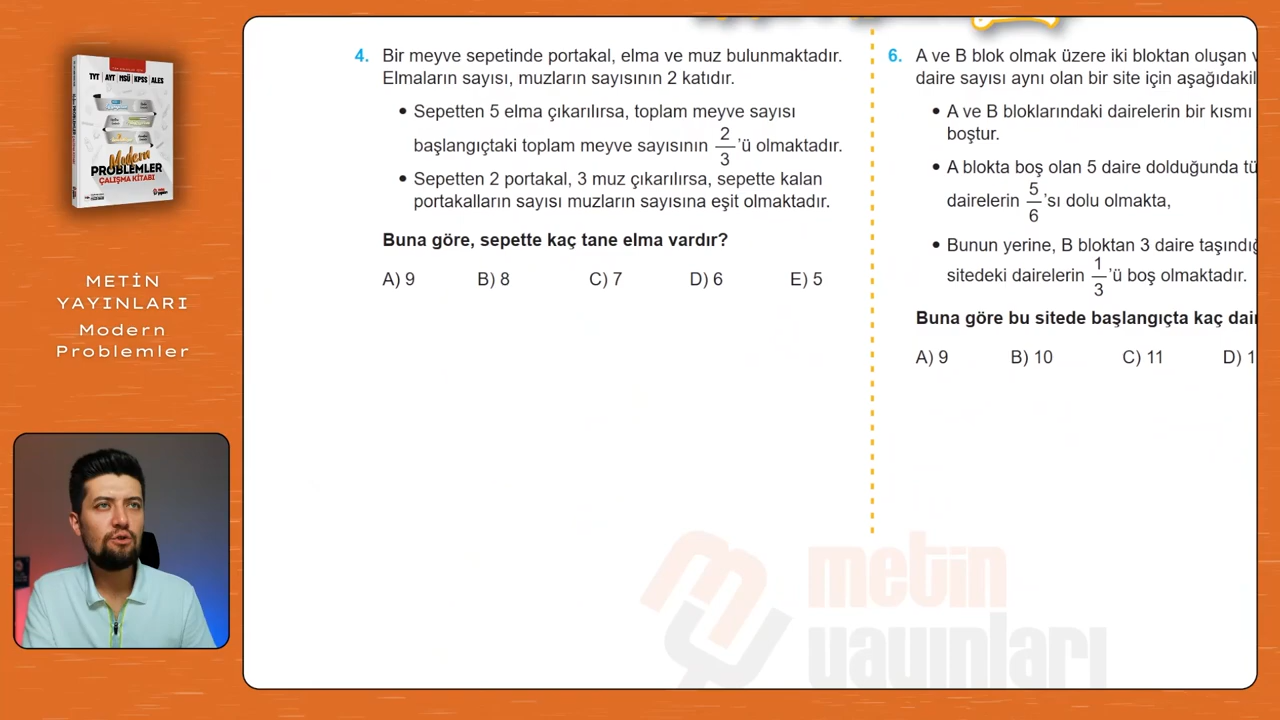 TYT AYT MSÜ KPSS ALES
Modern
PROBLEMLER
ÇALIŞMA KİTABI
METİN
YAYINLARI
Modern
Problemler
4. Bir meyve sepetinde portakal, elma ve muz bulunmaktadır.
Elmaların sayısı, muzların sayısının 2 katıdır.
• Sepetten 5 elma çıkarılırsa, toplam meyve sayısı
başlangıçtaki toplam meyve sayısının 2/3 'ü olmaktadır.
• Sepetten 2 portakal, 3 muz çıkarılırsa, sepette kalan
portakalların sayısı muzların sayısına eşit olmaktadır.
Buna göre, sepette kaç tane elma vardır?
A) 9 B) 8 C) 7 D) 6 E) 5
6. A ve B blok olmak üzere iki bloktan oluşan v
daire sayısı aynı olan bir site için aşağıdakil
• A ve B bloklarındaki dairelerin bir kısmı
boştur.
• A blokta boş olan 5 daire dolduğunda tü
dairelerin 5/6 'sı dolu olmakta,
• Bunun yerine, B bloktan 3 daire taşındığ
sitedeki dairelerin 1/3 'ü boş olmaktadır.
Buna göre bu sitede başlangıçta kaç dair
A) 9 B) 10 C) 11 D) 1
metin
yayınları